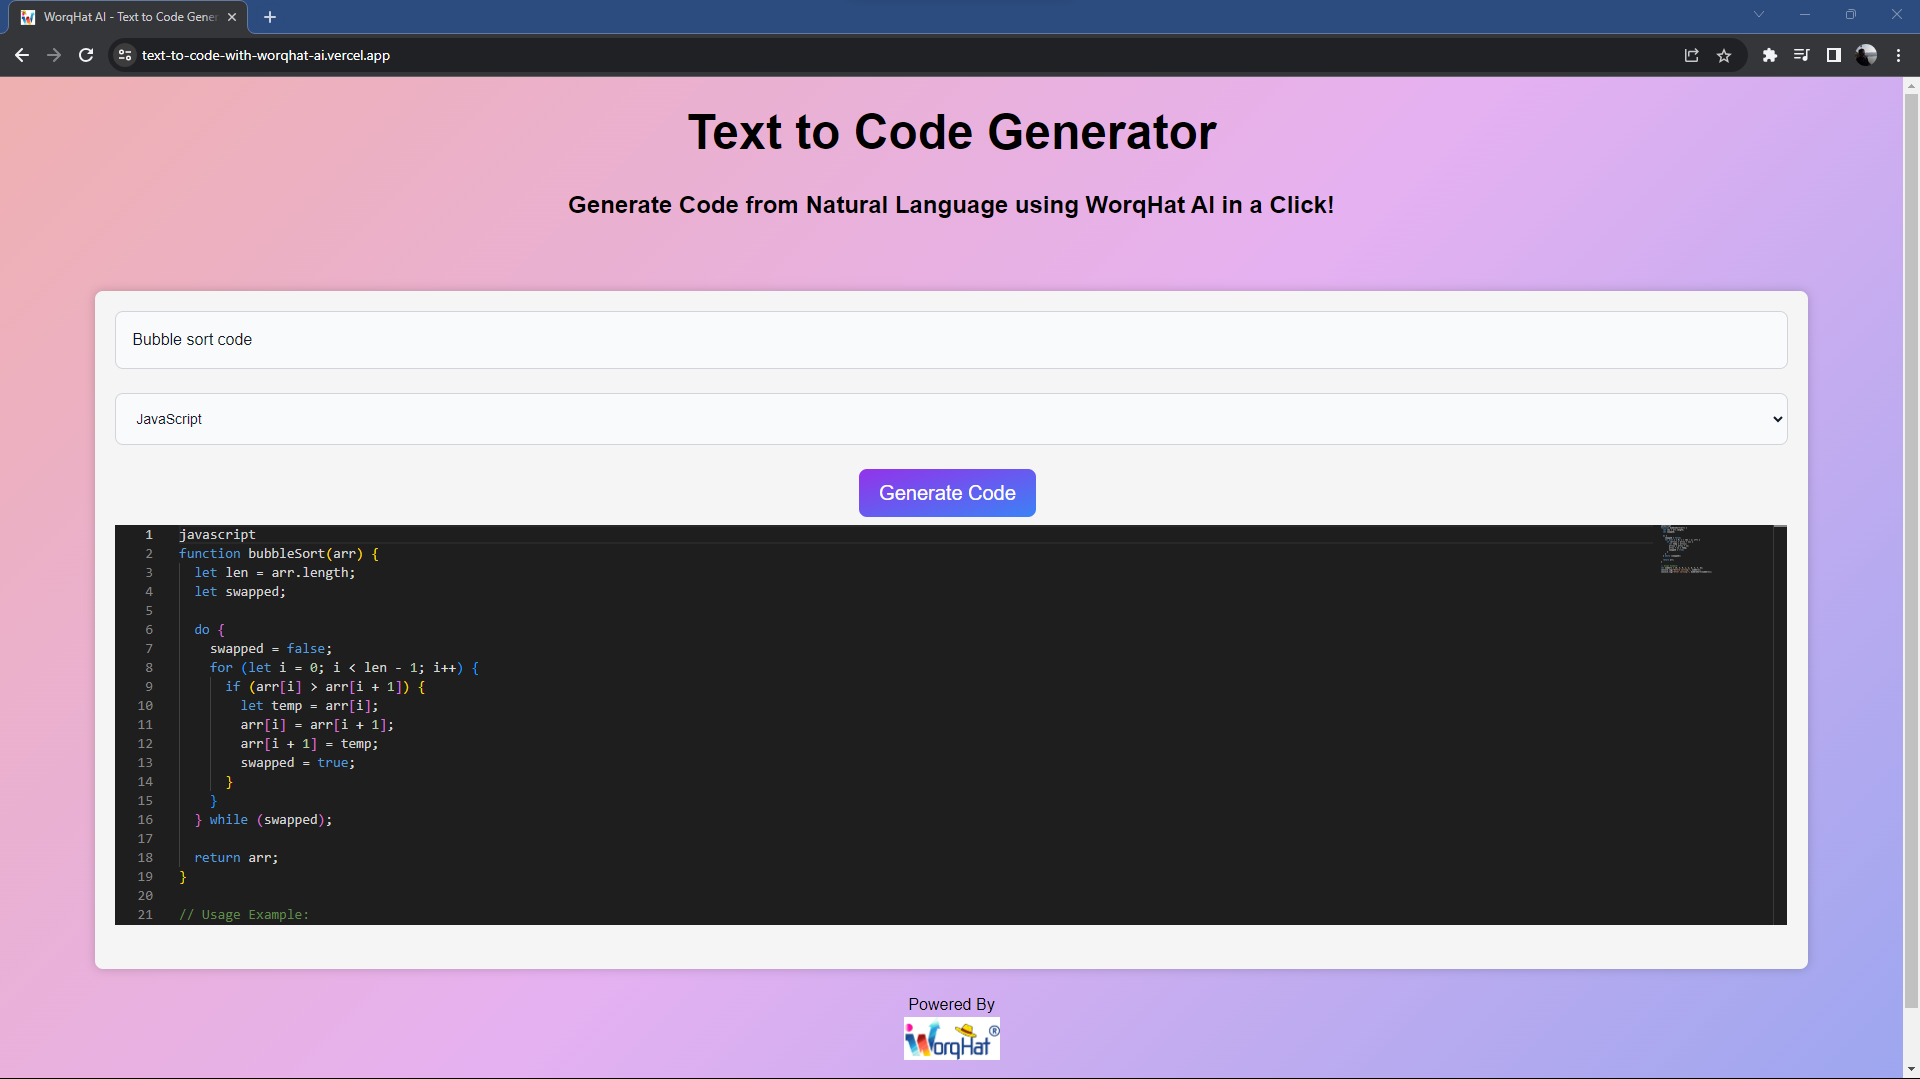 WorqHat AI - Text to Code Gener
text-to-code-with-worqhat-ai.vercel.app
Text to Code Generator
Generate Code from Natural Language using WorqHat AI in a Click!
Bubble sort code
JavaScript
Generate Code
1 javascript
2 function bubbleSort(arr) {
3   let len = arr.length;
4   let swapped;
5
6   do {
7     swapped = false;
8     for (let i = 0; i < len - 1; i++) {
9       if (arr[i] > arr[i + 1]) {
10         let temp = arr[i];
11         arr[i] = arr[i + 1];
12         arr[i + 1] = temp;
13         swapped = true;
14       }
15     }
16   } while (swapped);
17
18   return arr;
19 }
20
21 // Usage Example:
Powered By
WorqHat ®